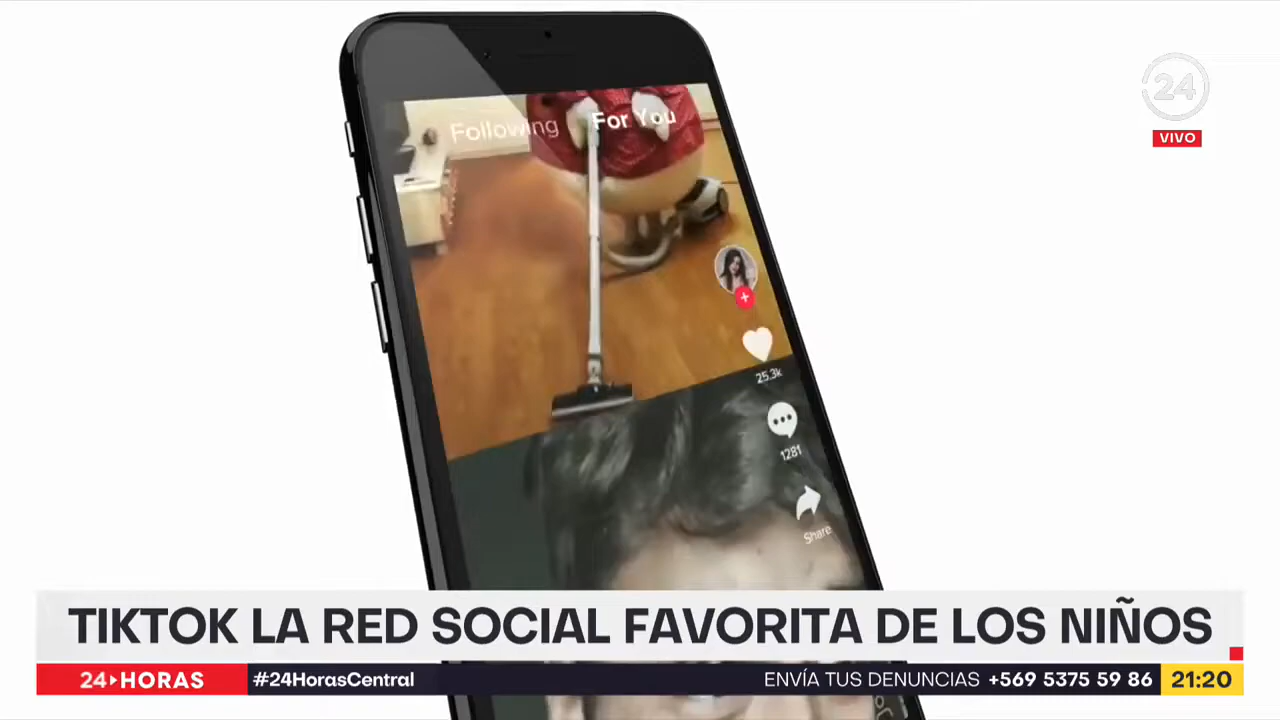 24
VIVO
Following For You
25.3k
1281
Share
TIKTOK LA RED SOCIAL FAVORITA DE LOS NIÑOS
24 HORAS
#24HorasCentral
ENVÍA TUS DENUNCIAS +569 5375 59 86
21:20